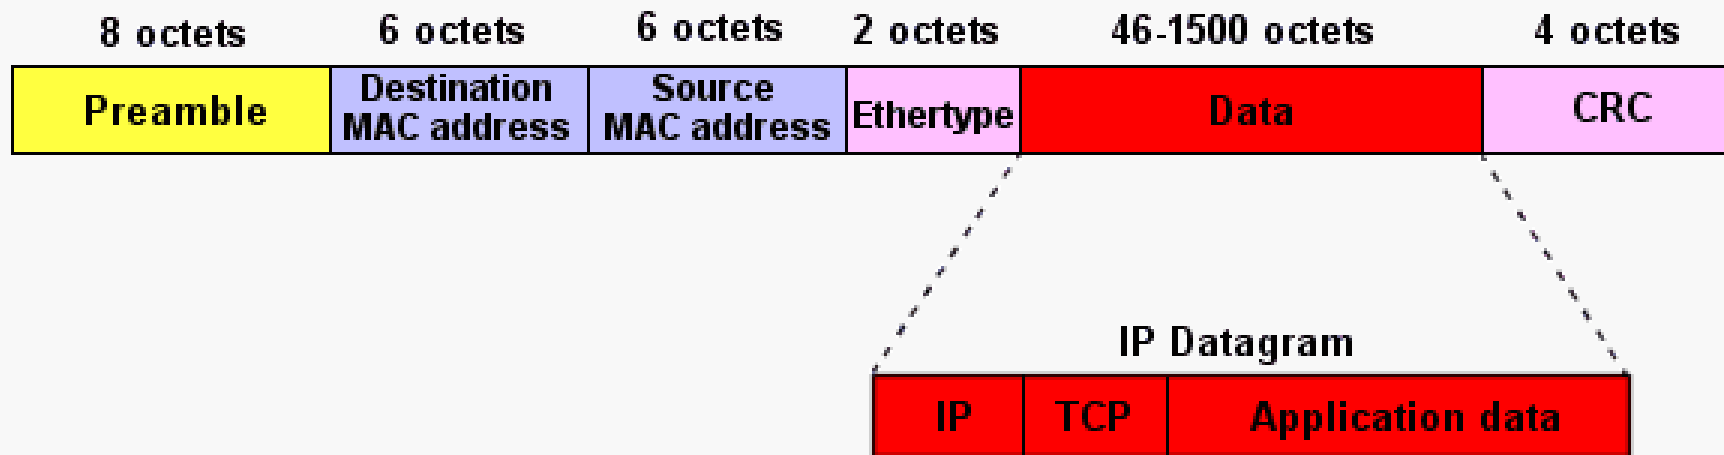 8 octets 6 octets 6 octets 2 octets 46-1500 octets 4 octets
Preamble
Destination
MAC address
Source
MAC address
Ethertype
Data
CRC
IP Datagram
IP TCP Application data